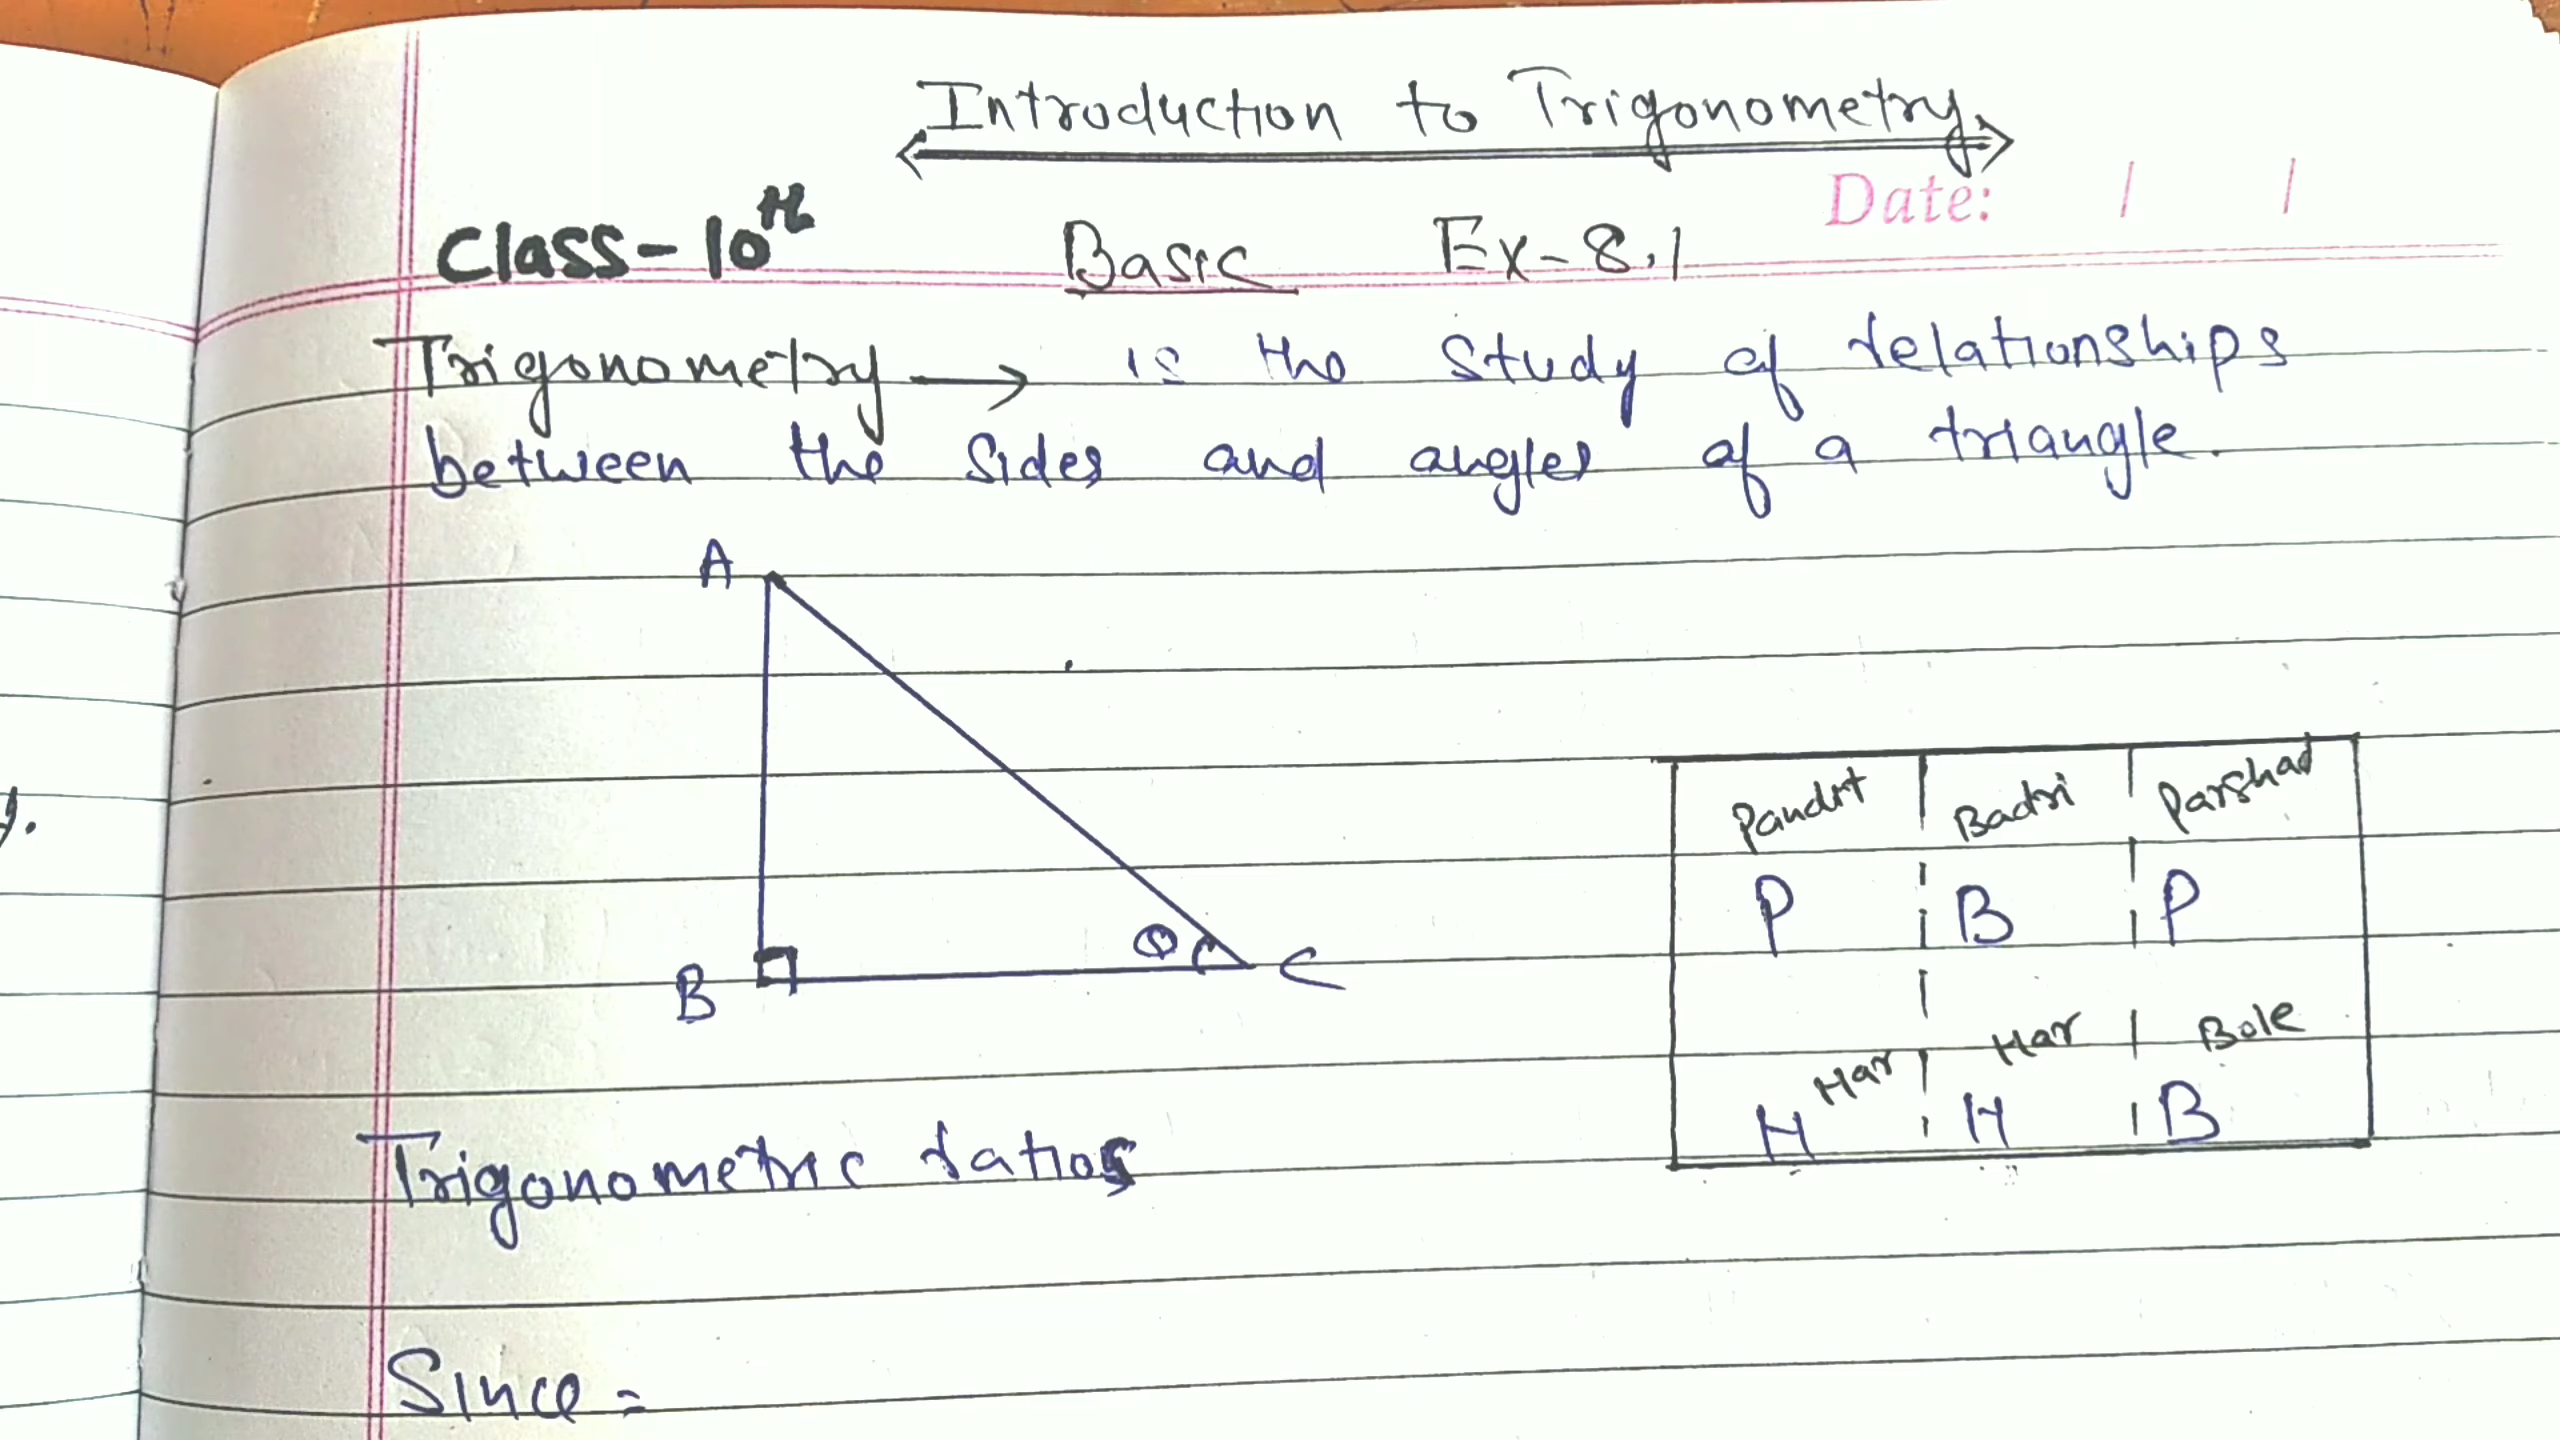 Introduction to Trigonometry
Date: / /
Class-10th Basic Ex-8.1
Trigonometry → is the study of relationships
between the sides and angles of a triangle.
A
Pandit Badri Parshad
P B P
θ
B C
Har Har Bole
H H B
Trigonometric ratios
Since =